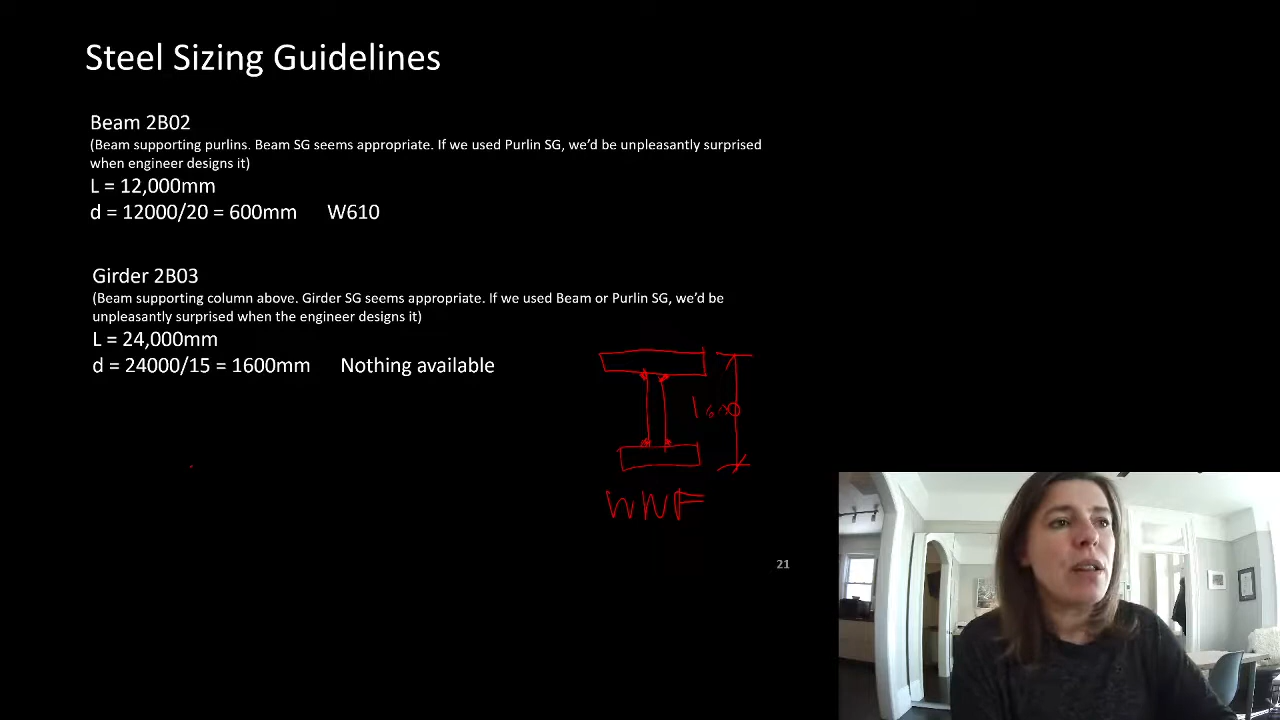 Steel Sizing Guidelines
Beam 2B02
(Beam supporting purlins. Beam SG seems appropriate. If we used Purlin SG, we’d be unpleasantly surprised
when engineer designs it)
L = 12,000mm
d = 12000/20 = 600mm W610
Girder 2B03
(Beam supporting column above. Girder SG seems appropriate. If we used Beam or Purlin SG, we’d be
unpleasantly surprised when the engineer designs it)
L = 24,000mm
d = 24000/15 = 1600mm Nothing available
1600
WWF
21